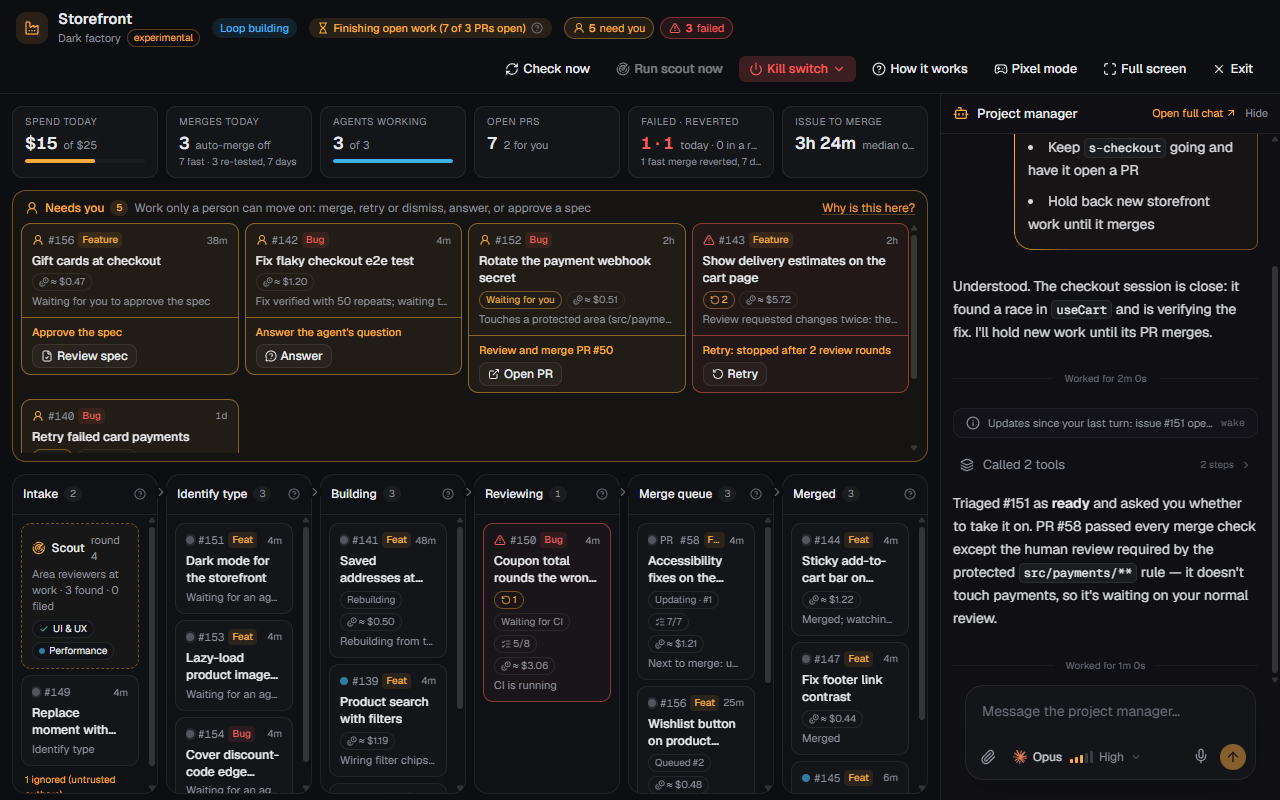 Storefront
Dark factory experimental
Loop building
Finishing open work (7 of 3 PRs open)
5 need you
3 failed
Check now
Run scout now
Kill switch
How it works
Pixel mode
Full screen
Exit
SPEND TODAY
$15 of $25
MERGES TODAY
3 auto-merge off
7 fast · 3 re-tested, 7 days
AGENTS WORKING
3 of 3
OPEN PRS
7 2 for you
FAILED · REVERTED
1 · 1 today · 0 in a r...
1 fast merge reverted, 7 d...
ISSUE TO MERGE
3h 24m median o...
Needs you 5 Work only a person can move on: merge, retry or dismiss, answer, or approve a spec
Why is this here?
#156 Feature 38m
Gift cards at checkout
≈ $0.47
Waiting for you to approve the spec
Approve the spec
Review spec
#142 Bug 4m
Fix flaky checkout e2e test
≈ $1.20
Fix verified with 50 repeats; waiting t...
Answer the agent's question
Answer
#152 Bug 2h
Rotate the payment webhook
secret
Waiting for you ≈ $0.51
Touches a protected area (src/payme...
Review and merge PR #50
Open PR
#143 Feature 2h
Show delivery estimates on the
cart page
2 ≈ $5.72
Review requested changes twice: the...
Retry: stopped after 2 review rounds
Retry
#140 Bug 1d
Retry failed card payments
Intake 2
Scout round
4
Area reviewers at
work · 3 found · 0
filed
UI & UX
Performance
#149 4m
Replace
moment with...
Identify type
1 ignored (untrusted
Identify type 3
#151 Feat 4m
Dark mode for
the storefront
Waiting for an ag...
#153 Feat 4m
Lazy-load
product image...
Waiting for an ag...
#154 Bug 4m
Cover discount-
code edge...
Waiting for an ag...
Building 3
#141 Feat 48m
Saved
addresses at...
Rebuilding
≈ $0.50
Rebuilding from t...
#139 Feat 4m
Product search
with filters
≈ $1.19
Wiring filter chips...
Reviewing 1
#150 Bug 4m
Coupon total
rounds the wron...
1
Waiting for CI
5/8
≈ $3.06
CI is running
Merge queue 3
PR #58 F... 4m
Accessibility
fixes on the...
Updating · #1
7/7
≈ $1.21
Next to merge: u...
#156 Feat 25m
Wishlist button
on product...
Queued #2
≈ $0.48
Merged 3
#144 Feat 4m
Sticky add-to-
cart bar on...
≈ $1.22
Merged; watchin...
#147 Feat 4m
Fix footer link
contrast
≈ $0.44
Merged
#145 Feat 6m
Project manager
Open full chat ↗ Hide
• Keep s-checkout going and
have it open a PR
• Hold back new storefront
work until it merges
Understood. The checkout session is close: it
found a race in useCart and is verifying the
fix. I'll hold new work until its PR merges.
Worked for 2m 0s
Updates since your last turn: issue #151 ope... wake
Called 2 tools 2 steps
Triaged #151 as ready and asked you whether
to take it on. PR #58 passed every merge check
except the human review required by the
protected src/payments/** rule — it doesn't
touch payments, so it's waiting on your normal
review.
Worked for 1m 0s
Message the project manager...
Opus High